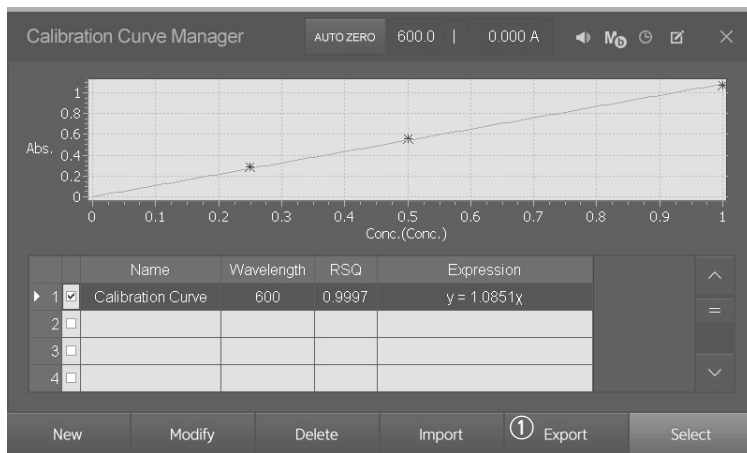 Calibration Curve Manager AUTO ZERO 600.0 | 0.000 A
1
0.8
0.6
Abs. 0.4
0.2
0
0 0.1 0.2 0.3 0.4 0.5 0.6 0.7 0.8 0.9 1
Conc.(Conc.)
Name Wavelength RSQ Expression
1 Calibration Curve 600 0.9997 y = 1.0851x
2
3
4
New Modify Delete Import ① Export Select